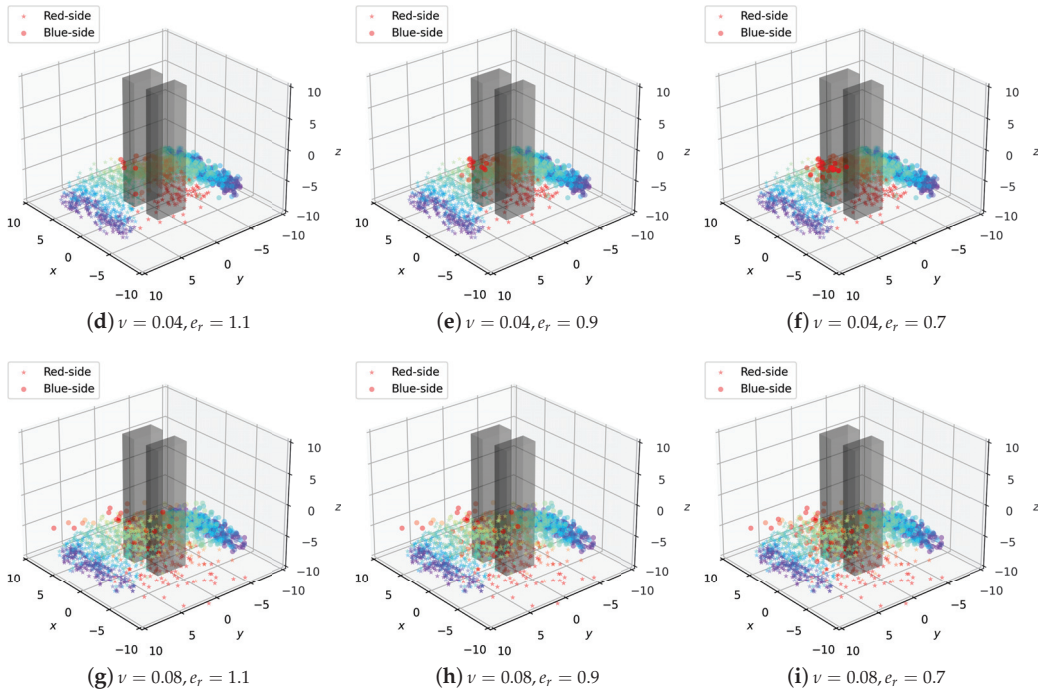 Red-side
Blue-side
Red-side
Blue-side
Red-side
Blue-side
10
5
0
−5
−10
z
10
5
0
−5
−10
x
10
5
0
−5
−10
y
10
5
0
−5
−10
z
10
5
0
−5
−10
x
10
5
0
−5
−10
y
10
5
0
−5
−10
z
10
5
0
−5
−10
x
10
5
0
−5
−10
y
(d) ν = 0.04, e_r = 1.1
(e) ν = 0.04, e_r = 0.9
(f) ν = 0.04, e_r = 0.7
Red-side
Blue-side
Red-side
Blue-side
Red-side
Blue-side
10
5
0
−5
−10
z
10
5
0
−5
−10
x
10
5
0
−5
−10
y
10
5
0
−5
−10
z
10
5
0
−5
−10
x
10
5
0
−5
−10
y
10
5
0
−5
−10
z
10
5
0
−5
−10
x
10
5
0
−5
−10
y
(g) ν = 0.08, e_r = 1.1
(h) ν = 0.08, e_r = 0.9
(i) ν = 0.08, e_r = 0.7